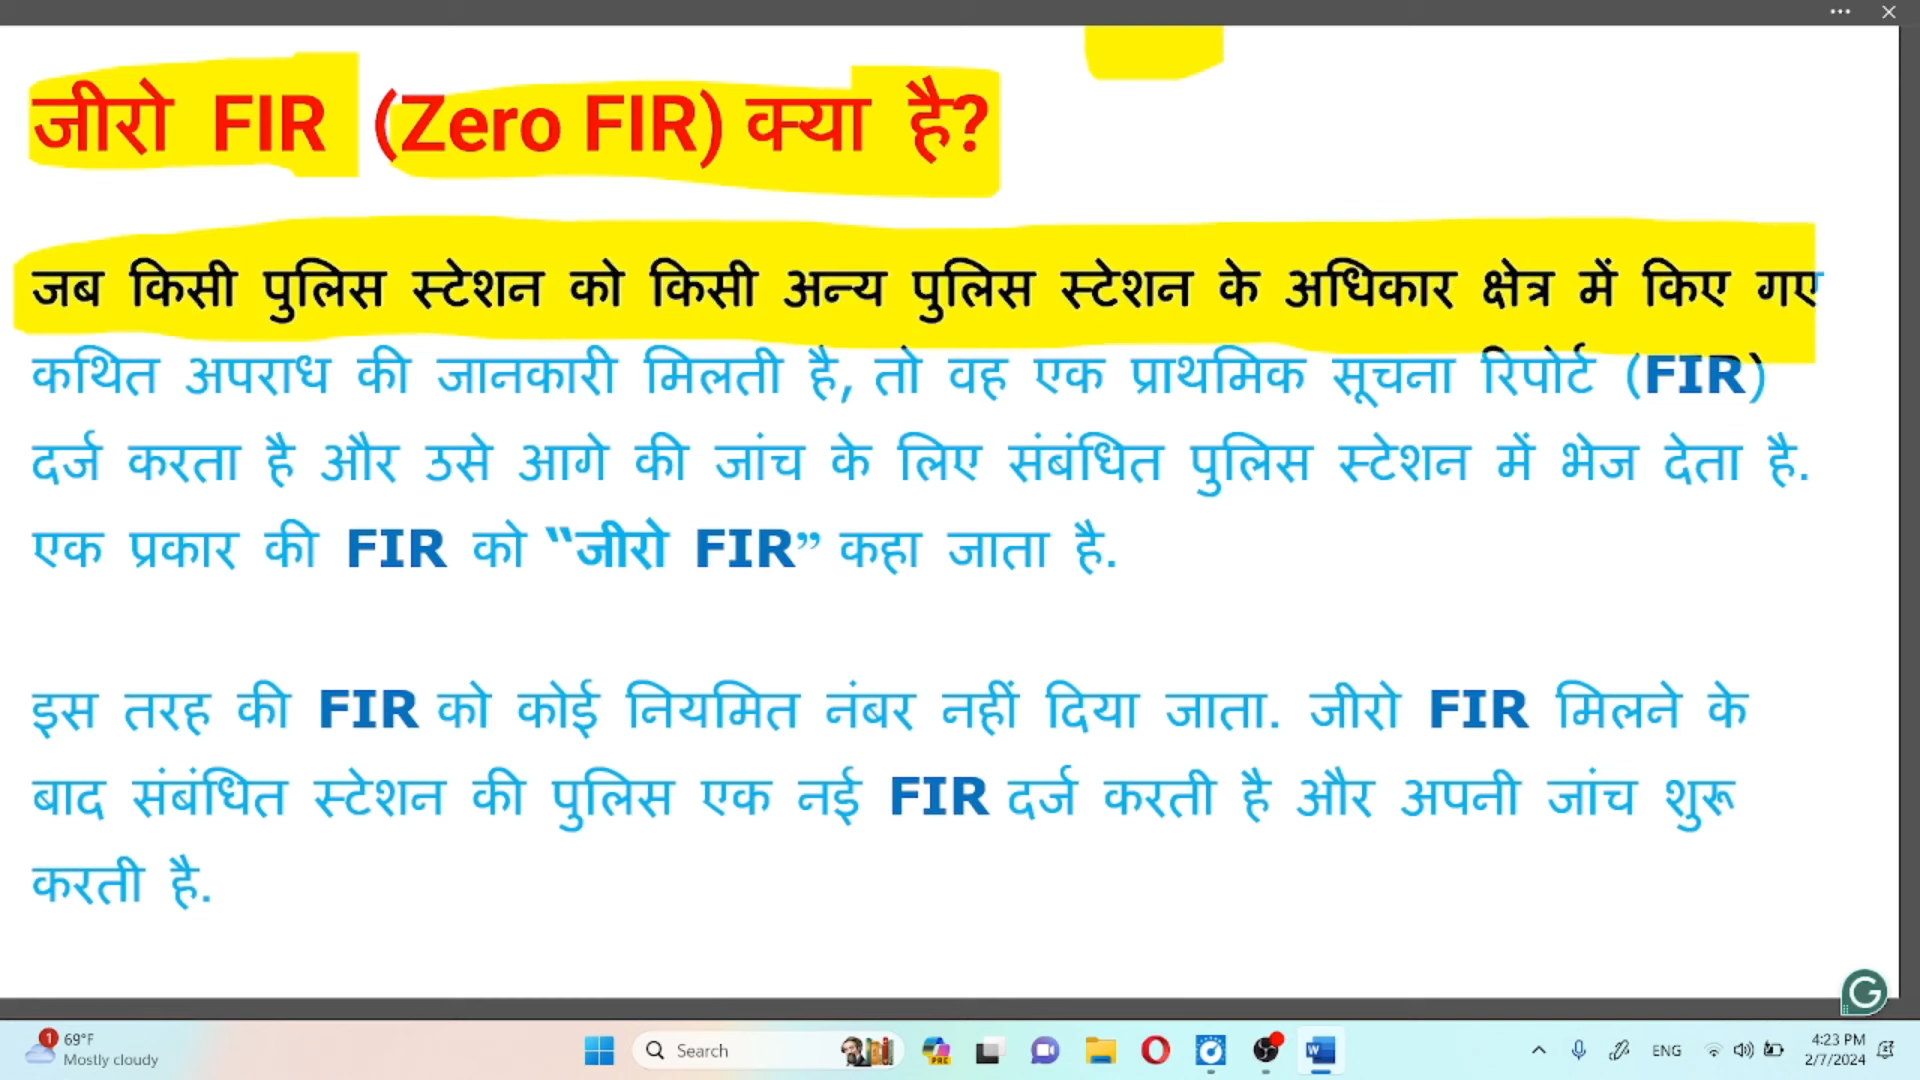 जीरो FIR (Zero FIR) क्या है?
जब किसी पुलिस स्टेशन को किसी अन्य पुलिस स्टेशन के अधिकार क्षेत्र में किए गए
कथित अपराध की जानकारी मिलती है, तो वह एक प्राथमिक सूचना रिपोर्ट (FIR)
दर्ज करता है और उसे आगे की जांच के लिए संबंधित पुलिस स्टेशन में भेज देता है.
एक प्रकार की FIR को “जीरो FIR” कहा जाता है.
इस तरह की FIR को कोई नियमित नंबर नहीं दिया जाता. जीरो FIR मिलने के
बाद संबंधित स्टेशन की पुलिस एक नई FIR दर्ज करती है और अपनी जांच शुरू
करती है.
1 69°F
Mostly cloudy
Search
PRE
W
ENG
4:23 PM
2/7/2024